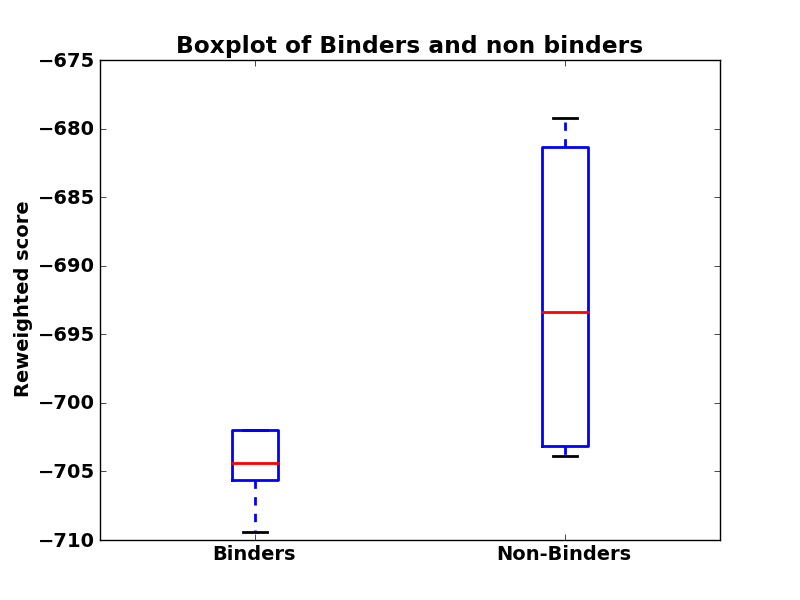 Boxplot of Binders and non binders
Reweighted score
−675
−680
−685
−690
−695
−700
−705
−710
Binders
Non-Binders